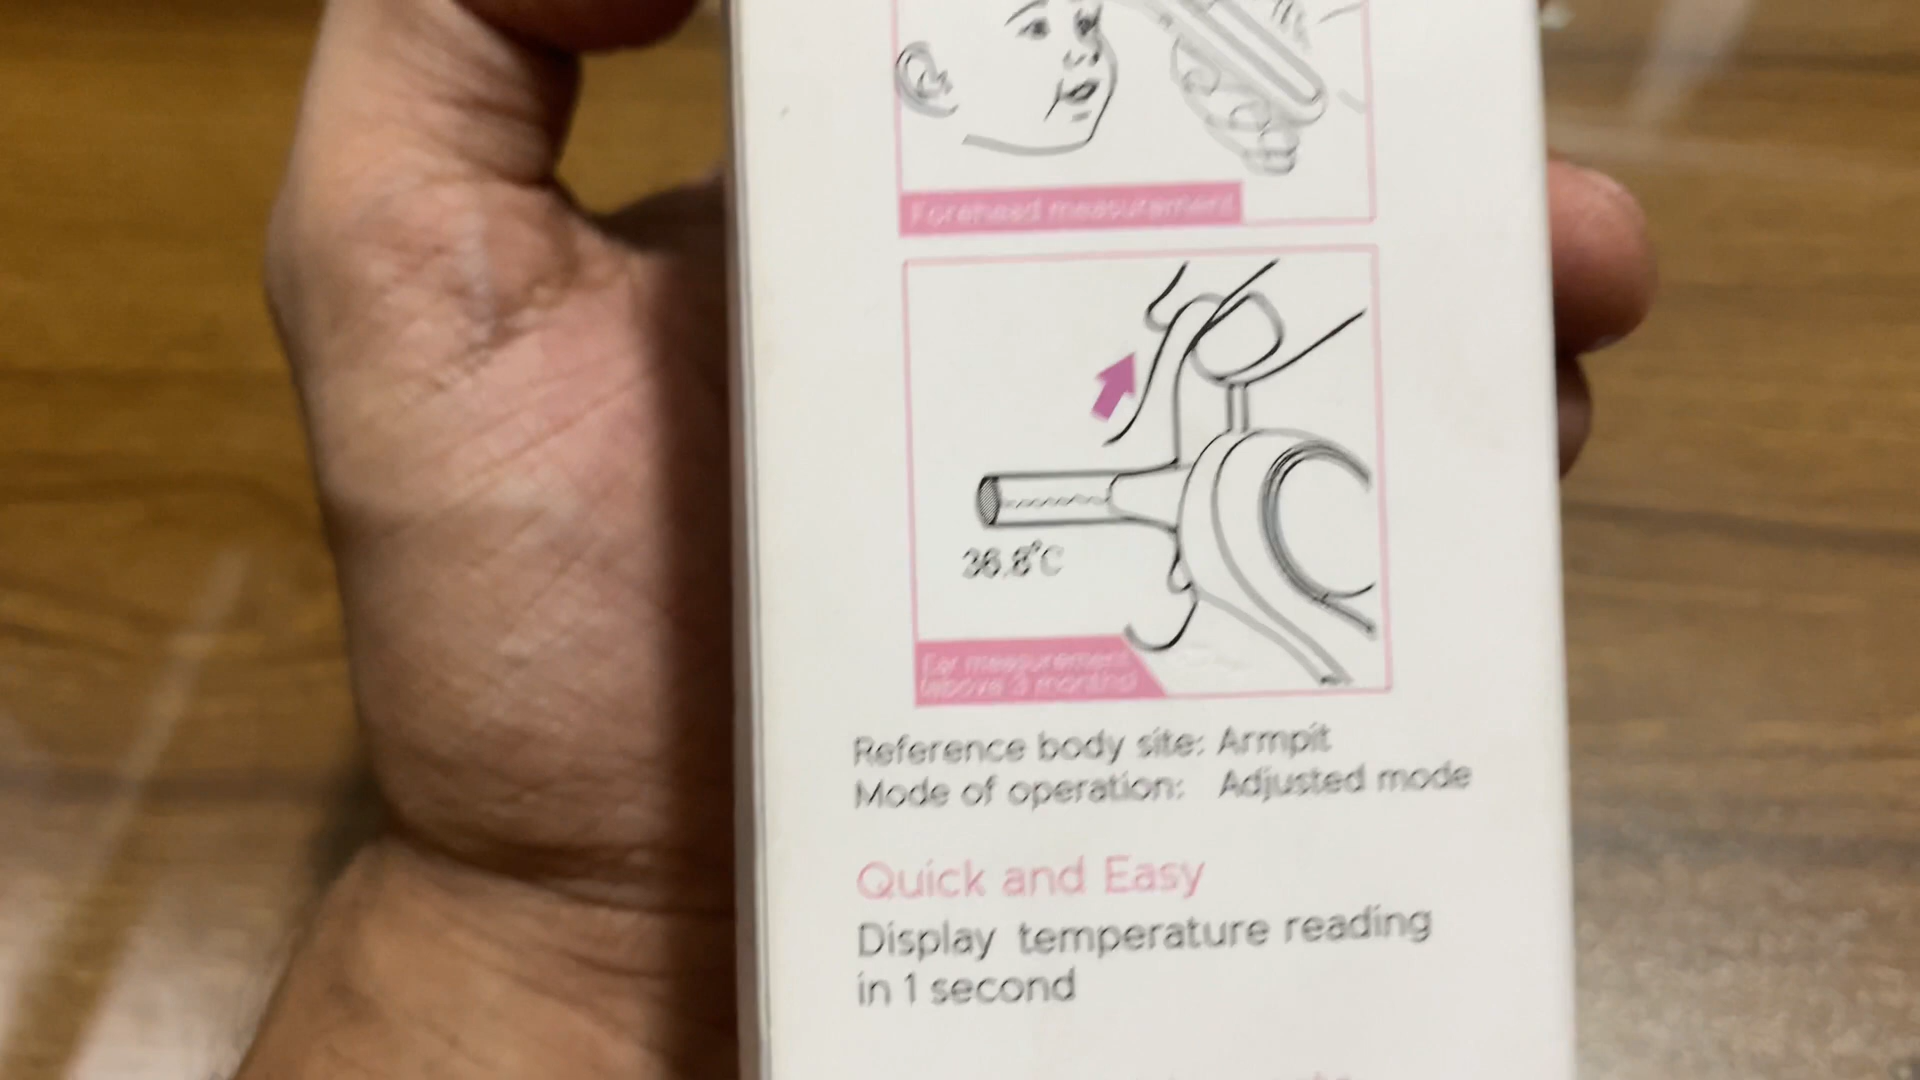 Forehead measurement
36.8°C
Ear measurement
(above 3 months)
Reference body site: Armpit
Mode of operation: Adjusted mode
Quick and Easy
Display temperature reading
in 1 second